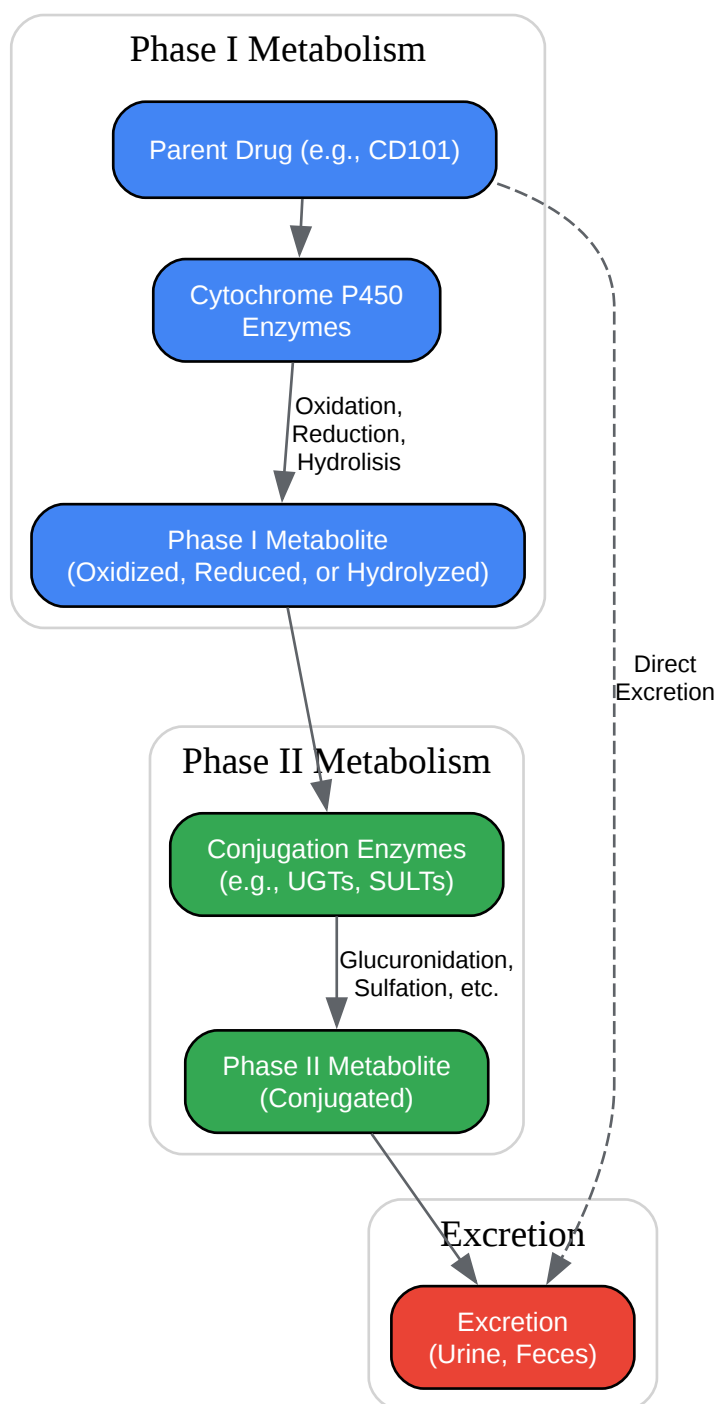 Phase I Metabolism
Parent Drug (e.g., CD101)
Cytochrome P450
Enzymes
Oxidation,
Reduction,
Hydrolisis
Phase I Metabolite
(Oxidized, Reduced, or Hydrolyzed)
Direct
Excretion
Phase II Metabolism
Conjugation Enzymes
(e.g., UGTs, SULTs)
Glucuronidation,
Sulfation, etc.
Phase II Metabolite
(Conjugated)
Excretion
Excretion
(Urine, Feces)